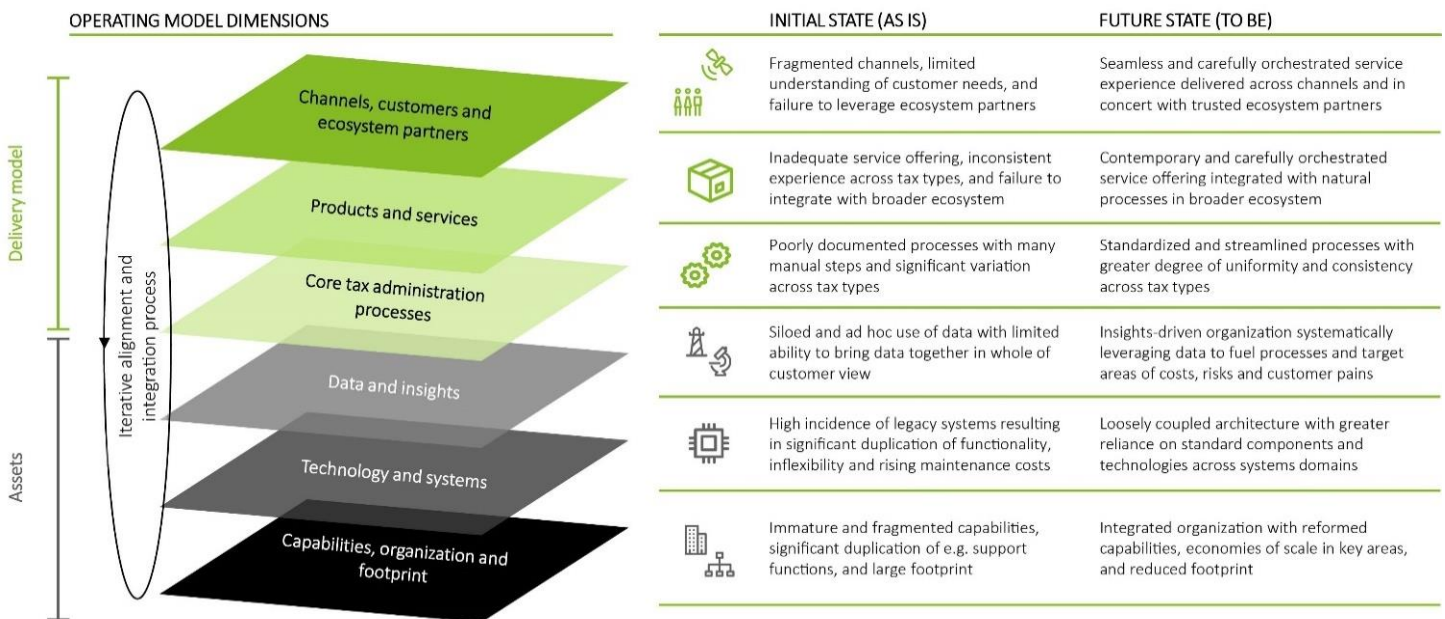 OPERATING MODEL DIMENSIONS
INITIAL STATE (AS IS)
FUTURE STATE (TO BE)
Delivery model
Assets
Iterative alignment and
integration process
Channels, customers and
ecosystem partners
Fragmented channels, limited
understanding of customer needs, and
failure to leverage ecosystem partners
Seamless and carefully orchestrated service
experience delivered across channels and in
concert with trusted ecosystem partners
Products and services
Inadequate service offering, inconsistent
experience across tax types, and failure to
integrate with broader ecosystem
Contemporary and carefully orchestrated
service offering integrated with natural
processes in broader ecosystem
Core tax administration
processes
Poorly documented processes with many
manual steps and significant variation
across tax types
Standardized and streamlined processes with
greater degree of uniformity and consistency
across tax types
Data and insights
Siloed and ad hoc use of data with limited
ability to bring data together in whole of
customer view
Insights-driven organization systematically
leveraging data to fuel processes and target
areas of costs, risks and customer pains
Technology and systems
High incidence of legacy systems resulting
in significant duplication of functionality,
inflexibility and rising maintenance costs
Loosely coupled architecture with greater
reliance on standard components and
technologies across systems domains
Capabilities, organization and
footprint
Immature and fragmented capabilities,
significant duplication of e.g. support
functions, and large footprint
Integrated organization with reformed
capabilities, economies of scale in key areas,
and reduced footprint